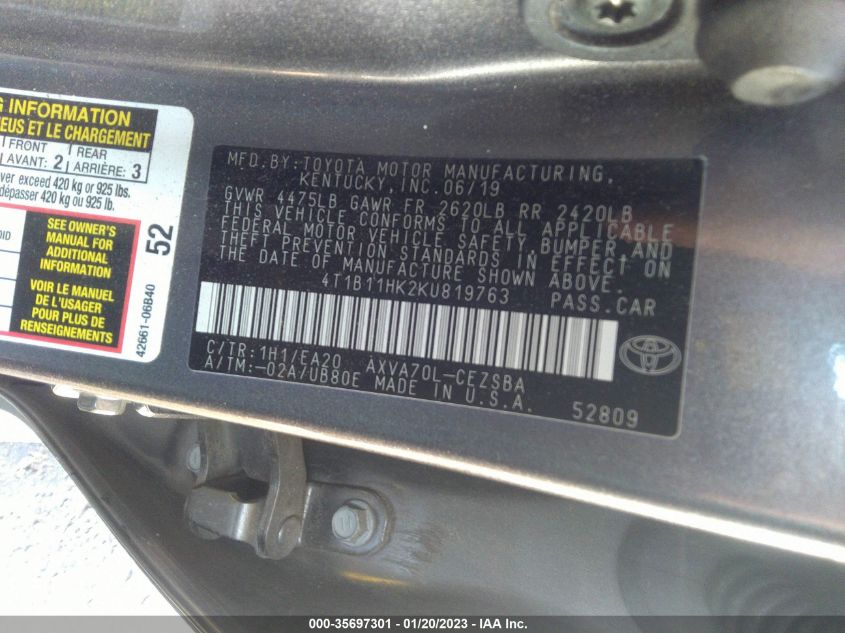 G INFORMATION
EUS ET LE CHARGEMENT
FRONT REAR
AVANT: 2 ARRIÈRE: 3
ver exceed 420 kg or 925 lbs.
dépasser 420 kg ou 925 lb.
SEE OWNER'S
MANUAL FOR
ADDITIONAL
INFORMATION
VOIR LE MANUEL
DE L'USAGER
POUR PLUS DE
RENSEIGNEMENTS
52
42661-06B40
MFD.BY:TOYOTA MOTOR MANUFACTURING,
KENTUCKY,INC.06/19
GVWR 4475LB GAWR FR 2620LB RR 2420LB
THIS VEHICLE CONFORMS TO ALL APPLICABLE
FEDERAL MOTOR VEHICLE SAFETY,BUMPER,AND
THEFT PREVENTION STANDARDS IN EFFECT ON
THE DATE OF MANUFACTURE SHOWN ABOVE.
4T1B11HK2KU819763 PASS.CAR
C/TR:1H1/EA20 AXVA70L-CEZSBA
A/TM:-02A/UB80E MADE IN U.S.A.
52809
000-35697301 - 01/20/2023 - IAA Inc.